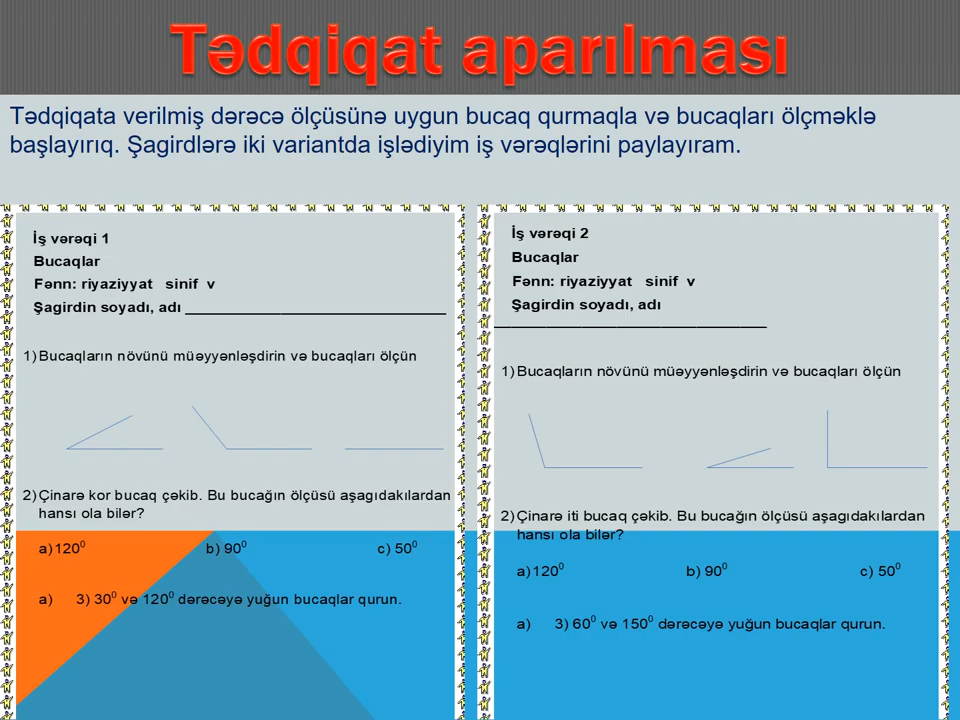 Tədqiqat aparılması
Tədqiqata verilmiş dərəcə ölçüsünə uyğun bucaq qurmaqla və bucaqları ölçməklə
başlayırıq. Şagirdlərə iki variantda işlədiyim iş vərəqlərini paylayıram.
İş vərəqi 1
Bucaqlar
Fənn: riyaziyyat sinif v
Şagirdin soyadı, adı _______________________________
1) Bucaqların növünü müəyyənləşdirin və bucaqları ölçün
2) Çinarə kor bucaq çəkib. Bu bucağın ölçüsü aşagıdakılardan
hansı ola bilər?
a) 120⁰ b) 90⁰ c) 50⁰
a) 3) 30⁰ və 120⁰ dərəcəyə yuğun bucaqlar qurun.
İş vərəqi 2
Bucaqlar
Fənn: riyaziyyat sinif v
Şagirdin soyadı, adı
_______________________________
1) Bucaqların növünü müəyyənləşdirin və bucaqları ölçün
2) Çinarə iti bucaq çəkib. Bu bucağın ölçüsü aşagıdakılardan
hansı ola bilər?
a) 120⁰ b) 90⁰ c) 50⁰
a) 3) 60⁰ və 150⁰ dərəcəyə yuğun bucaqlar qurun.